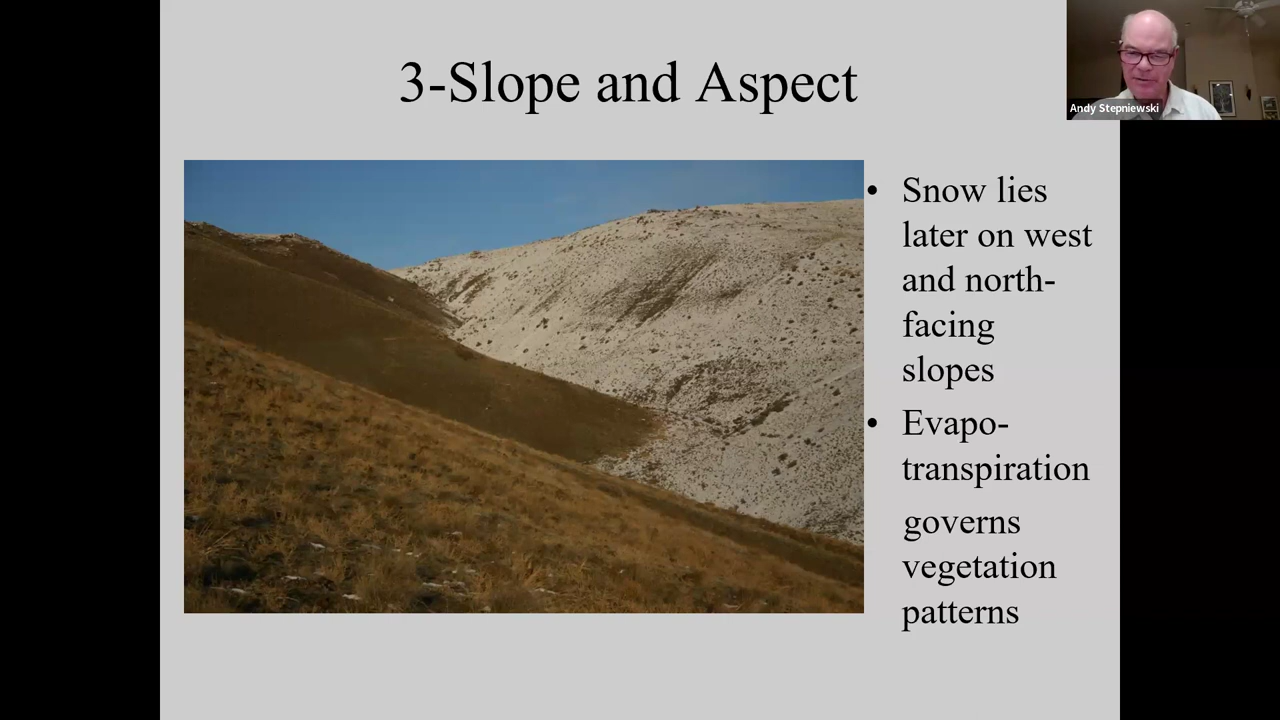 3-Slope and Aspect
Andy Stepniewski
• Snow lies
later on west
and north-
facing
slopes
• Evapo-
transpiration
governs
vegetation
patterns